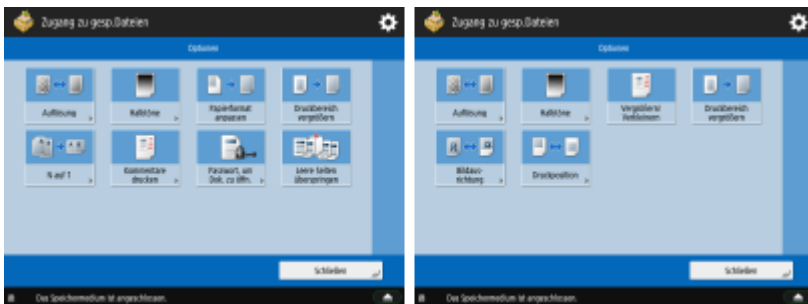 Zugang zu gesp.Dateien
Optionen
Auflösung
Halbtöne
Papierformat
anpassen
Druckbereich
vergrößern
N auf 1
Kommentare
drucken
Passwort, um
Dok. zu öffn.
Leere Seiten
überspringen
Schließen
Das Speichermedium ist angeschlossen.
Zugang zu gesp.Dateien
Optionen
Auflösung
Halbtöne
Vergrößern/
Verkleinern
Druckbereich
vergrößern
Bildaus-
richtung
Druckposition
Schließen
Das Speichermedium ist angeschlossen.